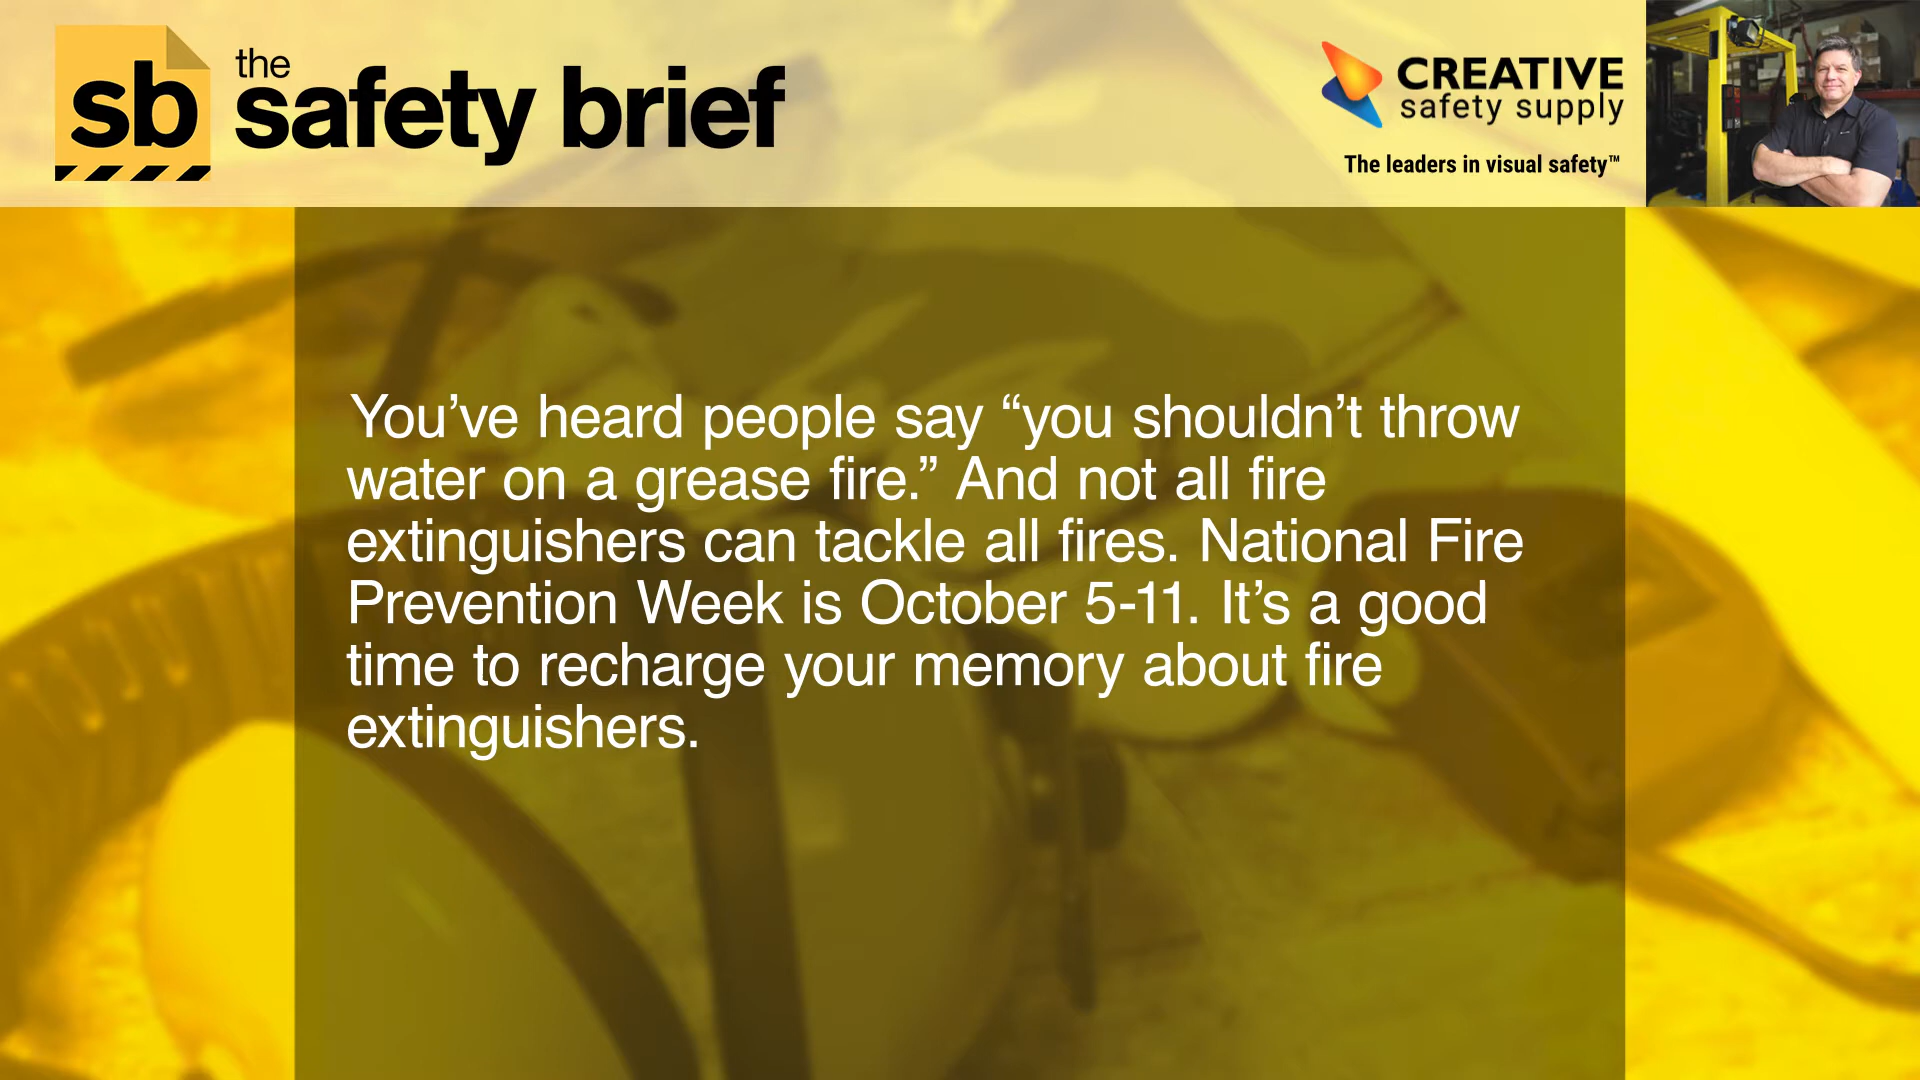 sb
the
safety brief
CREATIVE
safety supply
The leaders in visual safety™
You’ve heard people say “you shouldn’t throw
water on a grease fire.” And not all fire
extinguishers can tackle all fires. National Fire
Prevention Week is October 5-11. It’s a good
time to recharge your memory about fire
extinguishers.